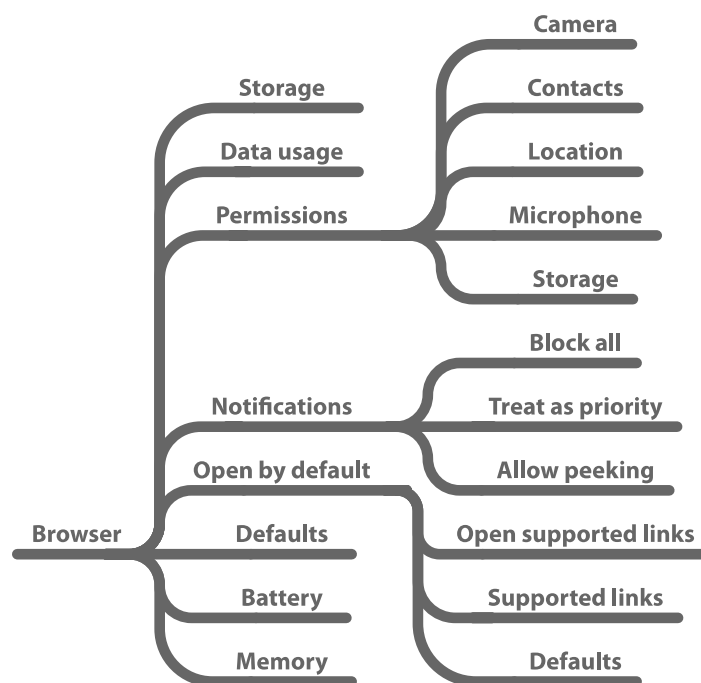 Browser
Storage
Data usage
Permissions
Camera
Contacts
Location
Microphone
Storage
Notifications
Block all
Treat as priority
Allow peeking
Open by default
Open supported links
Supported links
Defaults
Defaults
Battery
Memory